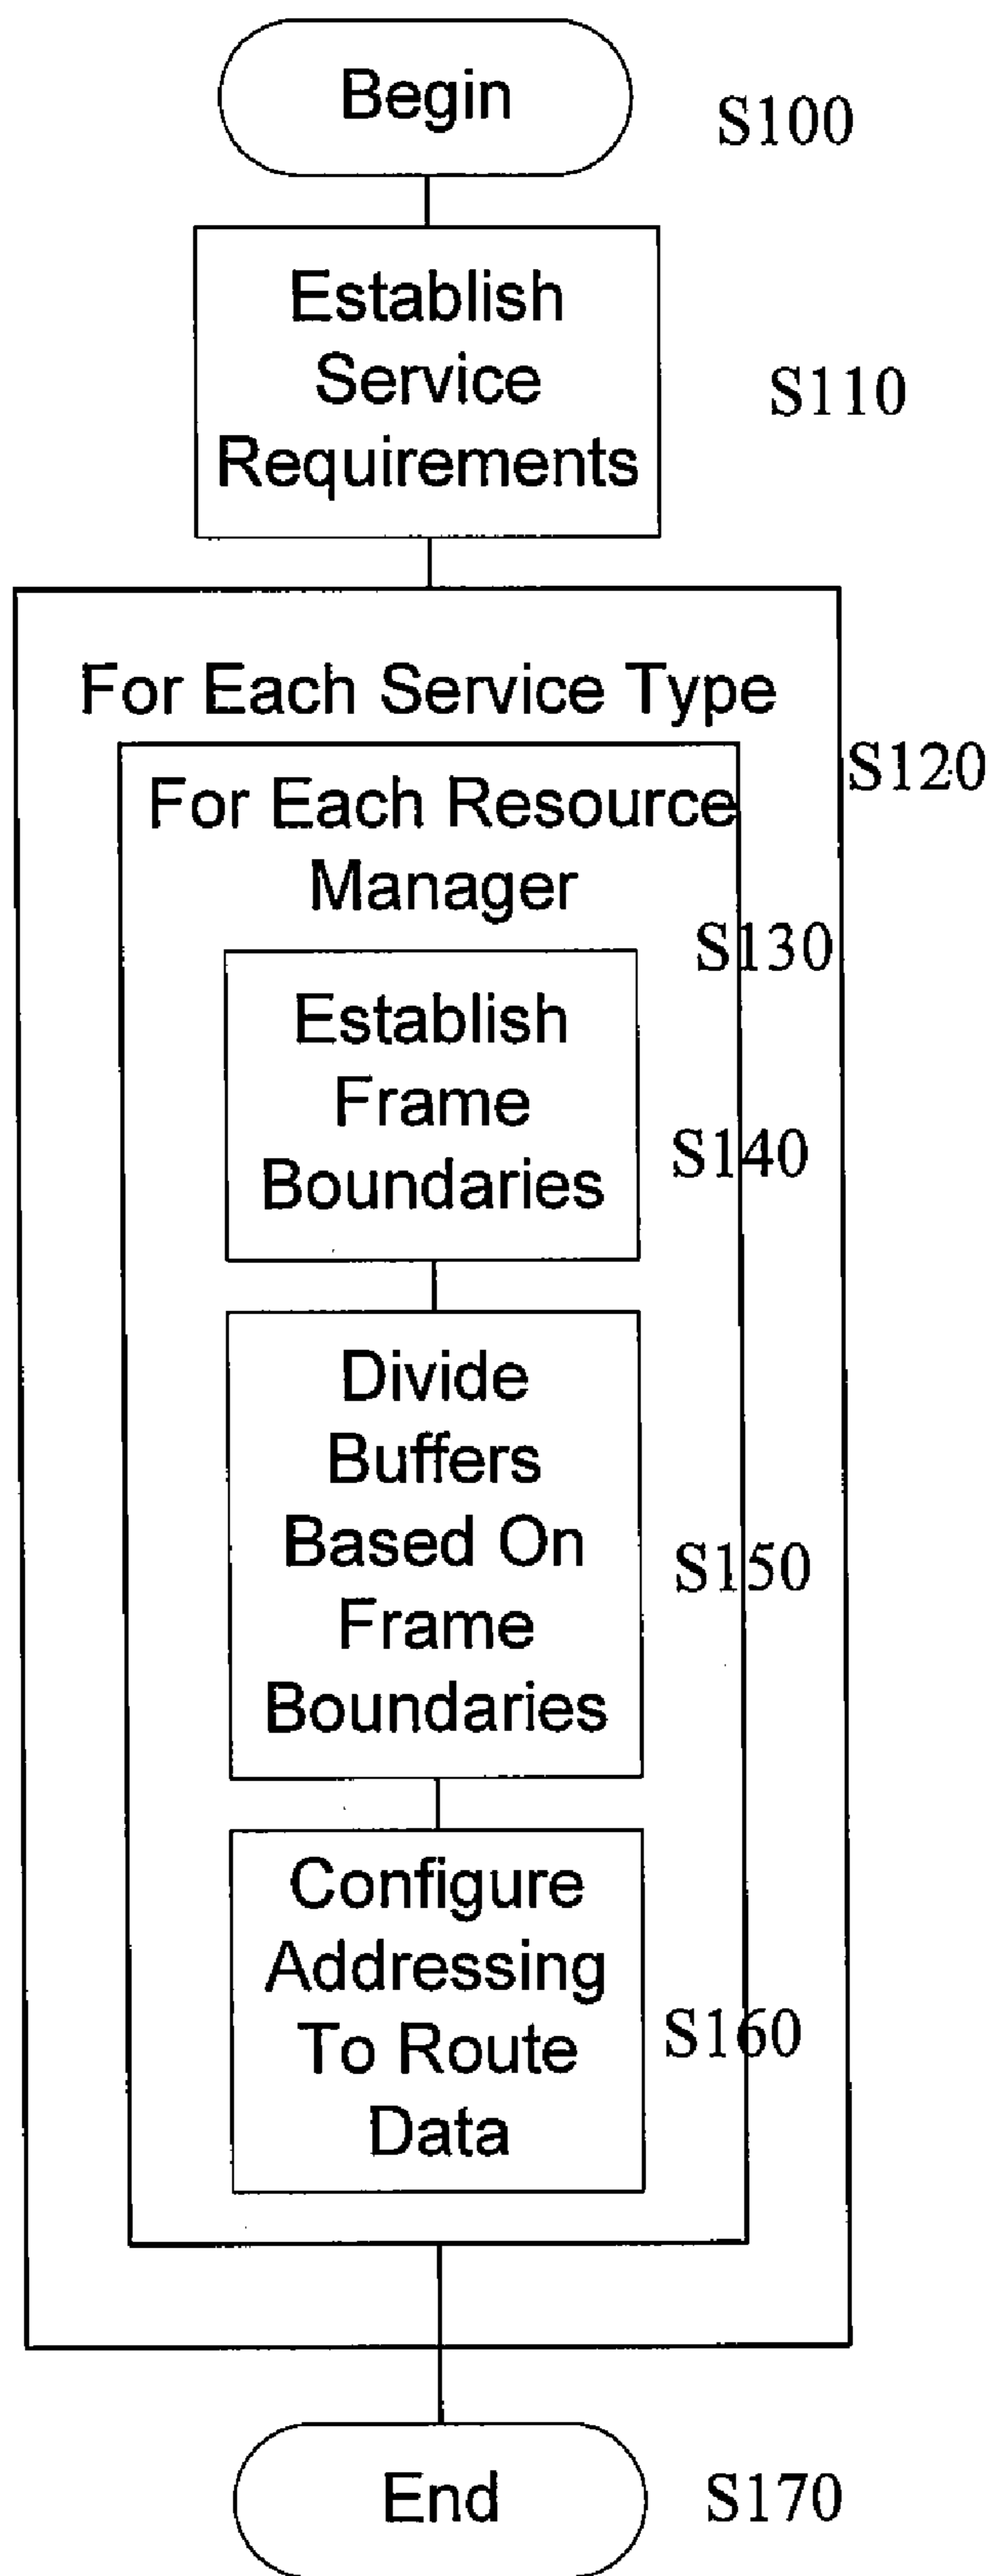 Begin
S100
Establish
Service
Requirements
S110
For Each Service Type
S120
For Each Resource
Manager
S130
Establish
Frame
Boundaries
S140
Divide
Buffers
Based On
Frame
Boundaries
S150
Configure
Addressing
To Route
Data
S160
End
S170